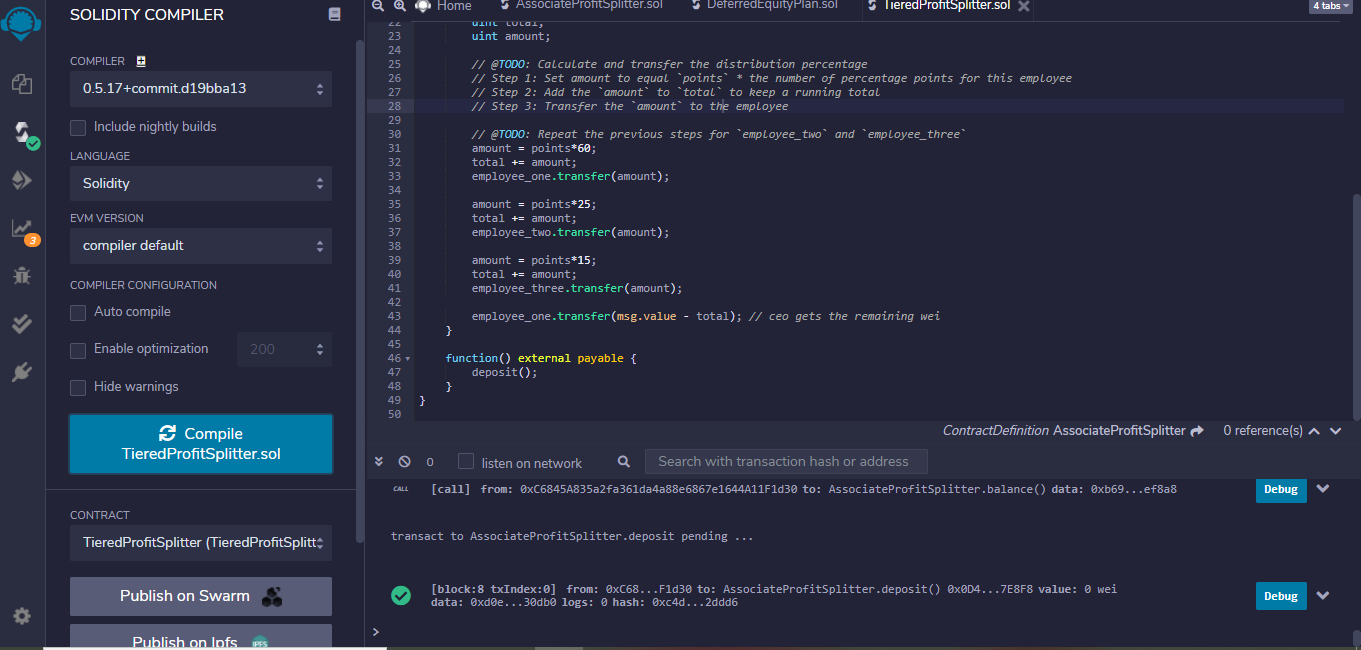 SOLIDITY COMPILER
COMPILER
0.5.17+commit.d19bba13
Include nightly builds
LANGUAGE
Solidity
EVM VERSION
compiler default
COMPILER CONFIGURATION
Auto compile
Enable optimization
200
Hide warnings
Compile
TieredProfitSplitter.sol
CONTRACT
TieredProfitSplitter (TieredProfitSplitt
Publish on Swarm
Publish on Ipfs
IPFS
3
Home
AssociateProfitSplitter.sol
DeferredEquityPlan.sol
TieredProfitSplitter.sol
4 tabs
22 uint total;
23 uint amount;
24
25 // @TODO: Calculate and transfer the distribution percentage
26 // Step 1: Set amount to equal `points` * the number of percentage points for this employee
27 // Step 2: Add the `amount` to `total` to keep a running total
28 // Step 3: Transfer the `amount` to the employee
29
30 // @TODO: Repeat the previous steps for `employee_two` and `employee_three`
31 amount = points*60;
32 total += amount;
33 employee_one.transfer(amount);
34
35 amount = points*25;
36 total += amount;
37 employee_two.transfer(amount);
38
39 amount = points*15;
40 total += amount;
41 employee_three.transfer(amount);
42
43 employee_one.transfer(msg.value - total); // ceo gets the remaining wei
44 }
45
46 function() external payable {
47 deposit();
48 }
49 }
50
ContractDefinition AssociateProfitSplitter 0 reference(s)
0 listen on network Search with transaction hash or address
CALL [call] from: 0xC6845A835a2fa361da4a88e6867e1644A11F1d30 to: AssociateProfitSplitter.balance() data: 0xb69...ef8a8 Debug
transact to AssociateProfitSplitter.deposit pending ...
[block:8 txIndex:0] from: 0xC68...F1d30 to: AssociateProfitSplitter.deposit() 0x0D4...7E8F8 value: 0 wei
data: 0xd0e...30db0 logs: 0 hash: 0xc4d...2ddd6
Debug
>